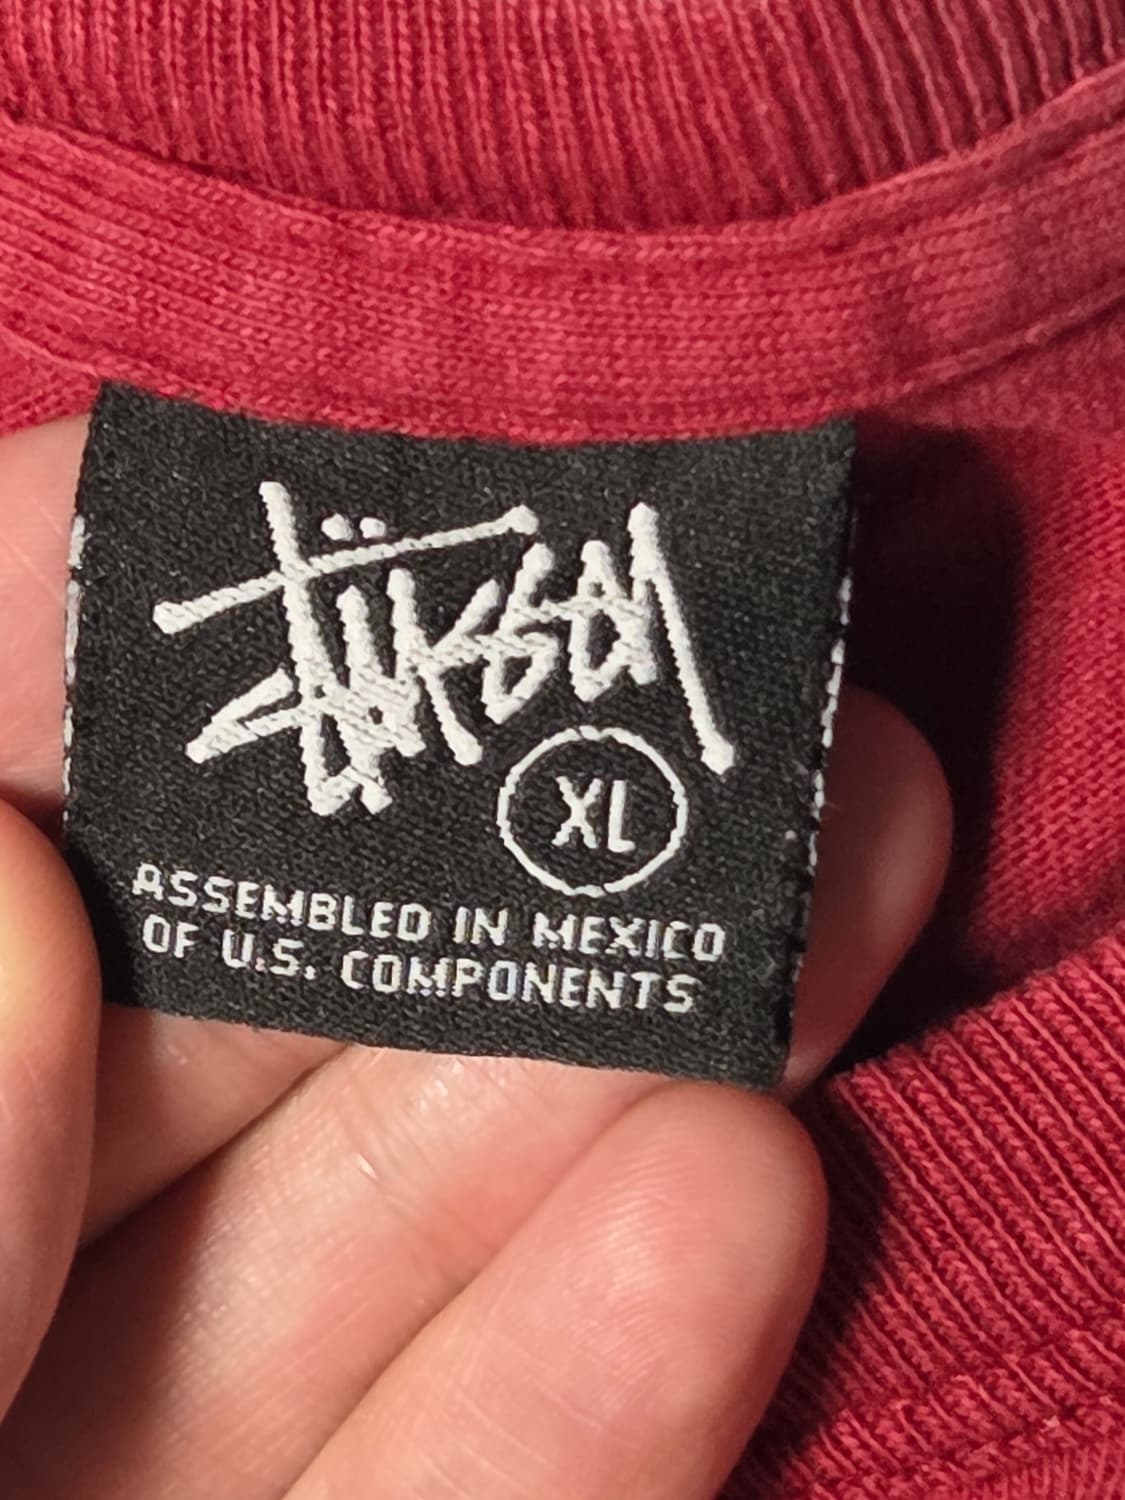 Stüssy
XL
ASSEMBLED IN MEXICO
OF U.S. COMPONENTS